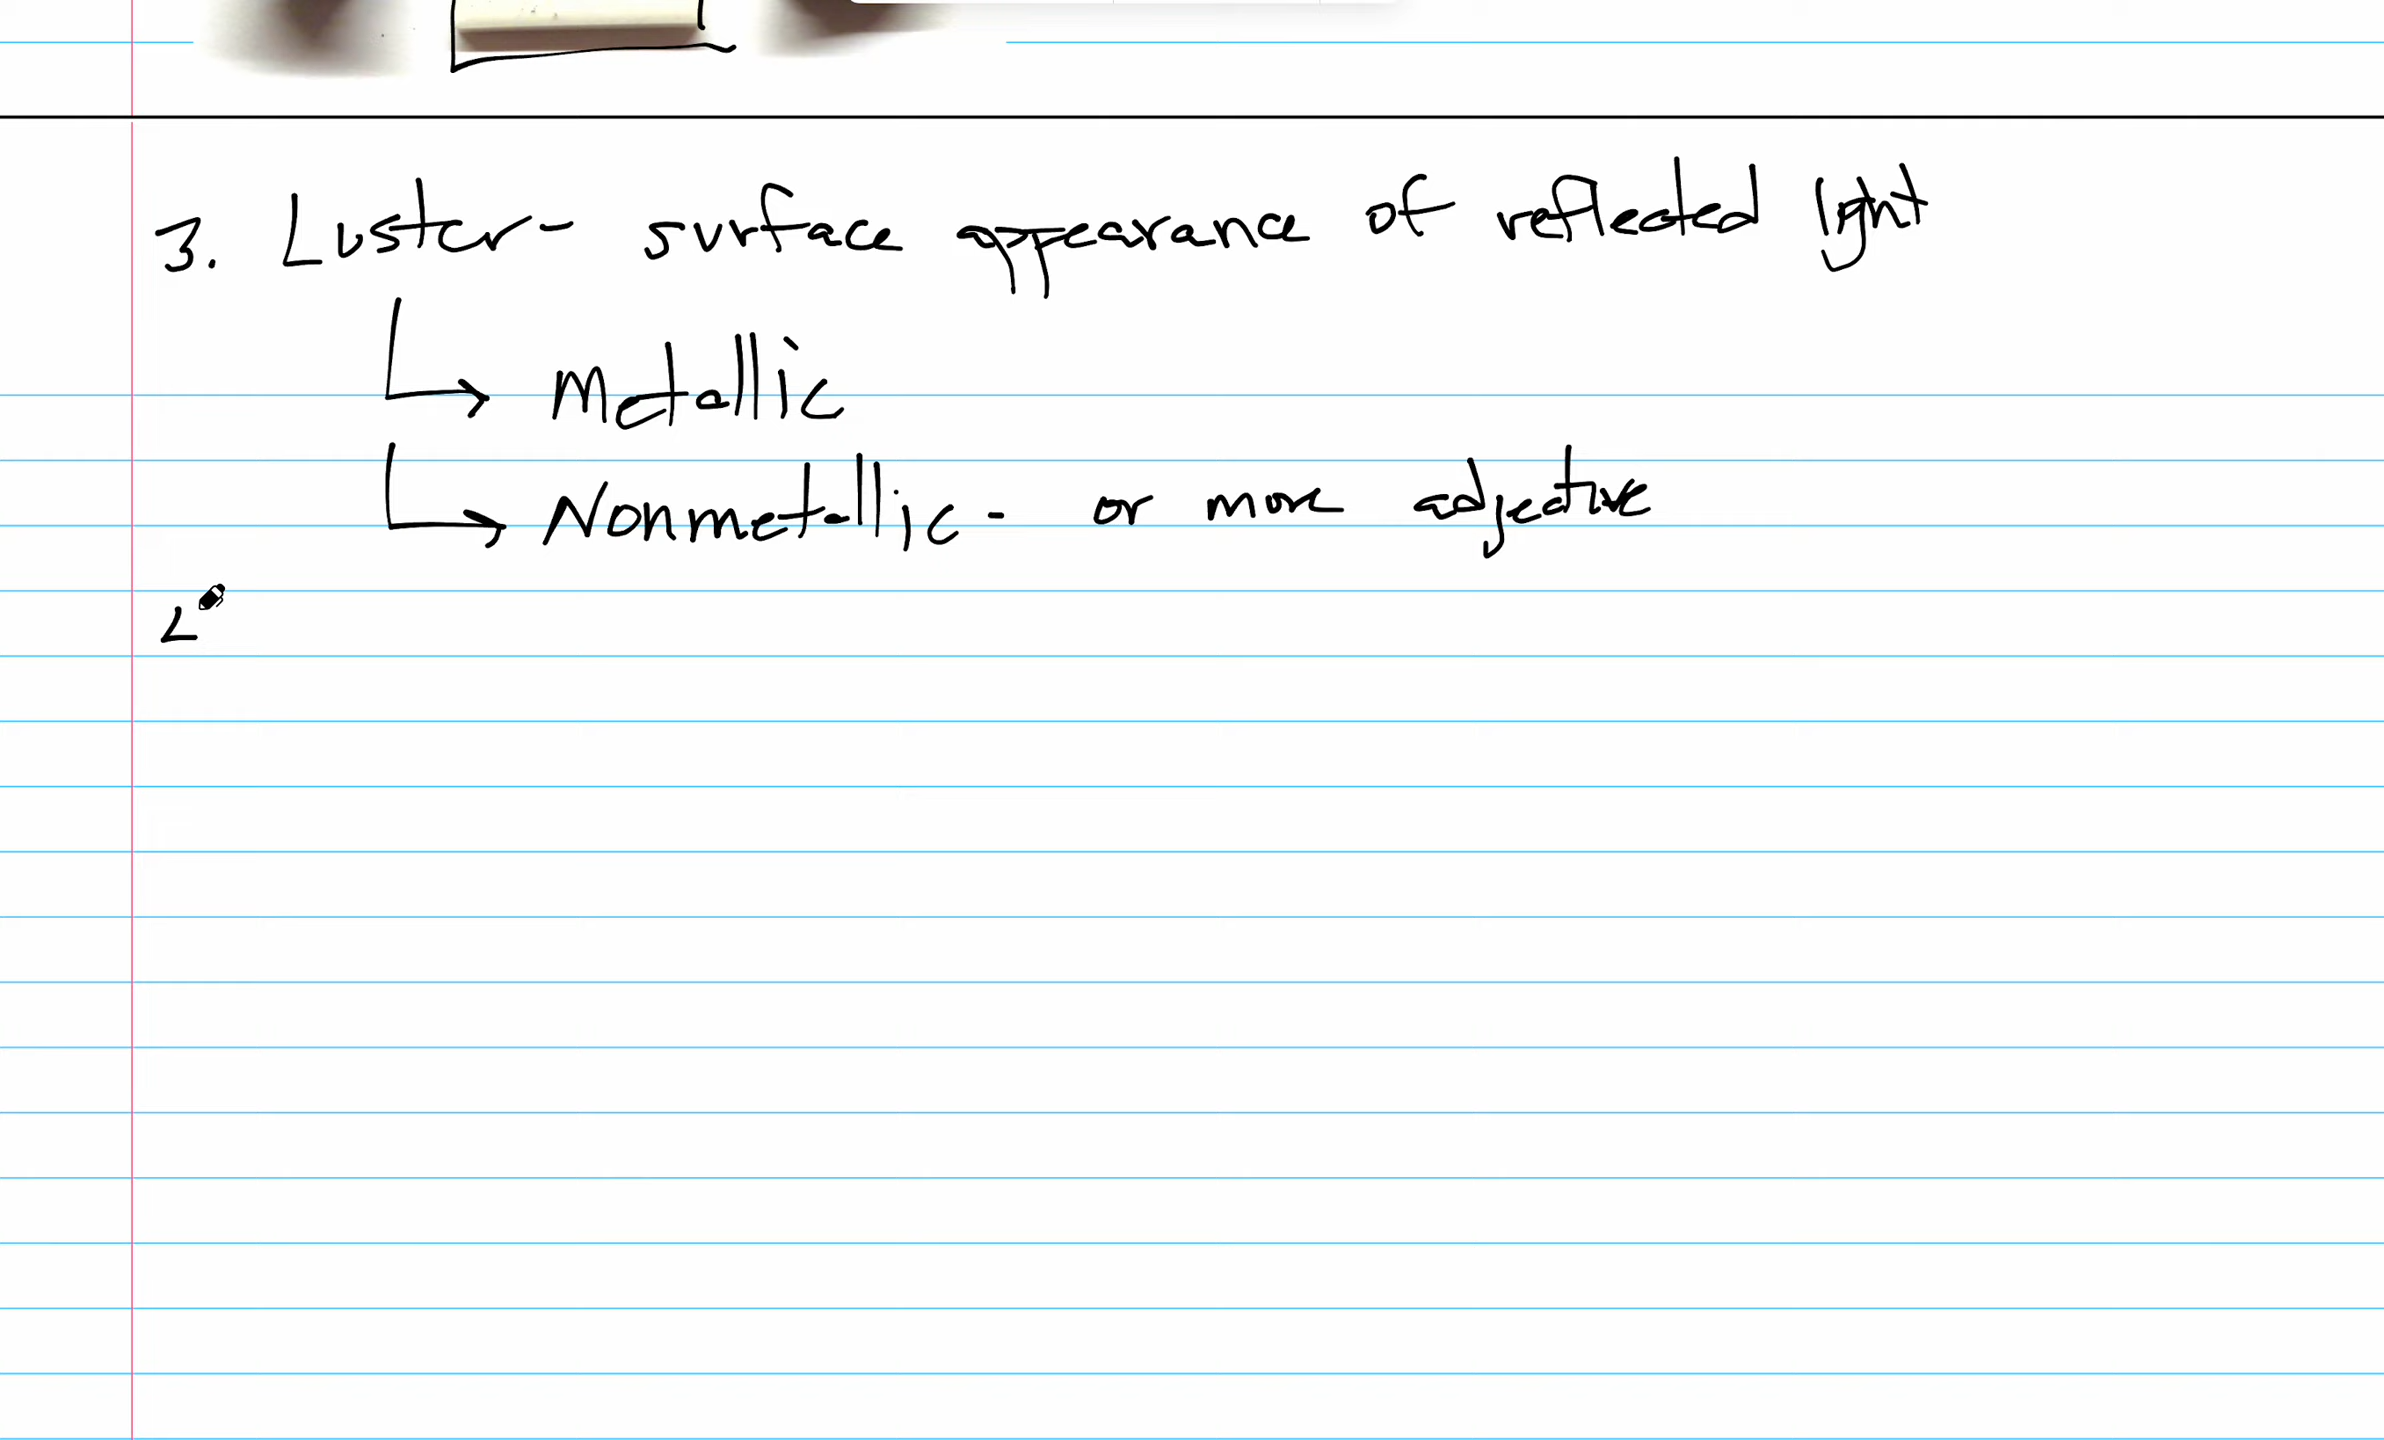 3. Luster- surface appearance of reflected light
Metallic
Nonmetallic - or more adjective